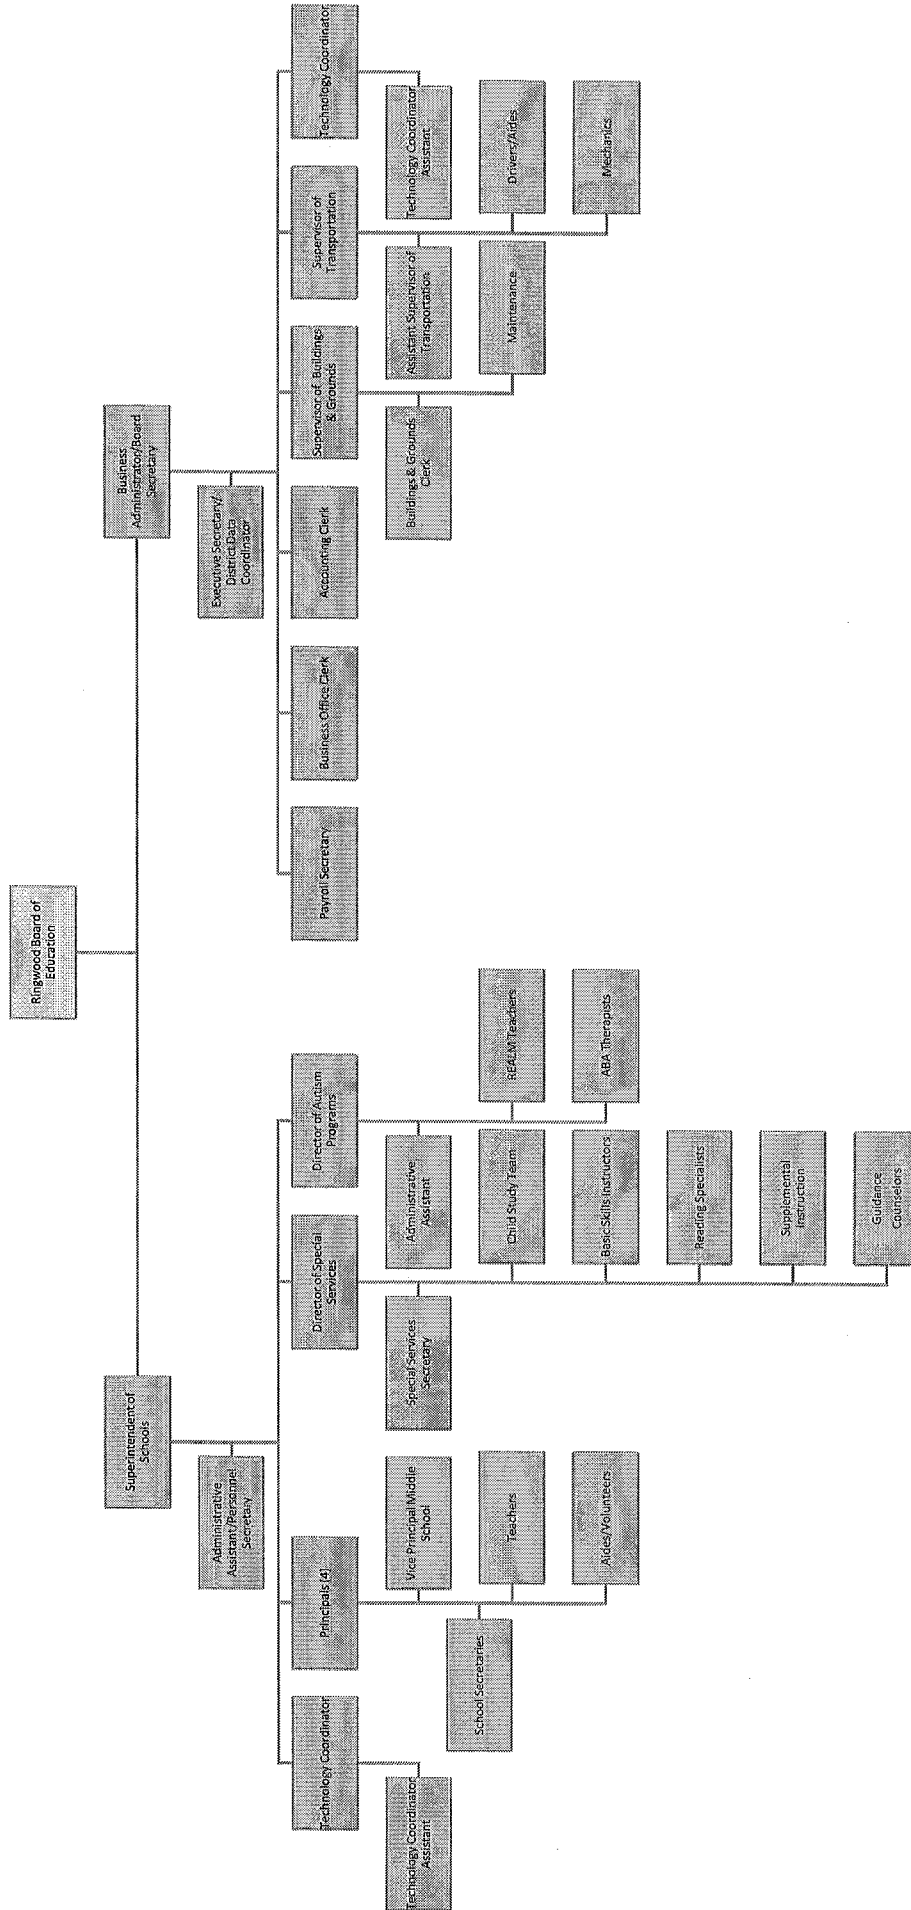 Ringwood Board of
Education
Superintendent of
Schools
Business
Administrator/Board
Secretary
Administrative
Assistant/Personnel
Secretary
Executive Secretary/
District Data
Coordinator
Technology Coordinator
Principals [4]
Director of Special
Services
Director of Autism
Programs
Payroll Secretary
Business Office Clerk
Accounting Clerk
Supervisor of Buildings
& Grounds
Supervisor of
Transportation
Technology Coordinator
Technology Coordinator
Assistant
School Secretaries
Vice Principal Middle
School
Teachers
Aides/Volunteers
Special Services
Secretary
Child Study Team
Basic Skills Instructors
Reading Specialists
Supplemental
Instruction
Guidance
Counselors
Administrative
Assistant
REALM Teachers
ABA Therapists
Buildings & Grounds
Clerk
Maintenance
Assistant Supervisor of
Transportation
Drivers/Aides
Mechanics
Technology Coordinator
Assistant